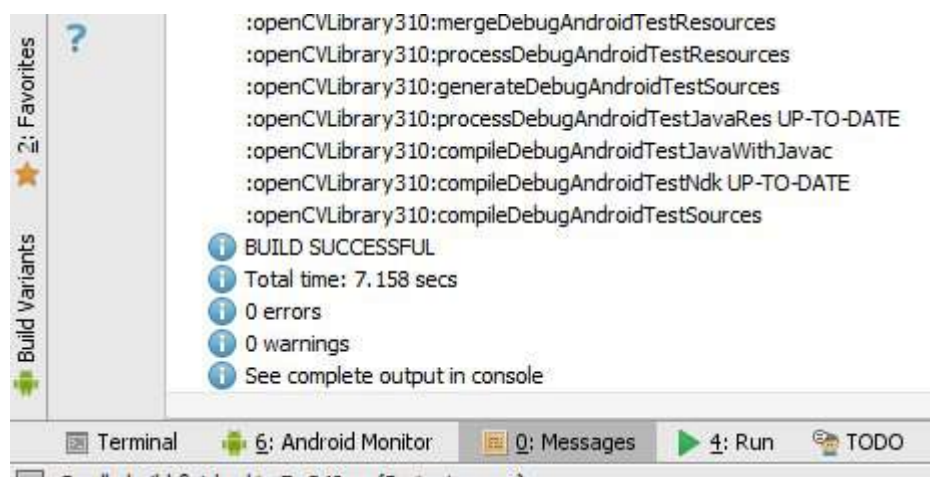 :openCVLibrary310:mergeDebugAndroidTestResources
:openCVLibrary310:processDebugAndroidTestResources
:openCVLibrary310:generateDebugAndroidTestSources
:openCVLibrary310:processDebugAndroidTestJavaRes UP-TO-DATE
:openCVLibrary310:compileDebugAndroidTestJavaWithJavac
:openCVLibrary310:compileDebugAndroidTestNdk UP-TO-DATE
:openCVLibrary310:compileDebugAndroidTestSources
BUILD SUCCESSFUL
Total time: 7.158 secs
0 errors
0 warnings
See complete output in console
2: Favorites
Build Variants
Terminal
6: Android Monitor
0: Messages
4: Run
TODO